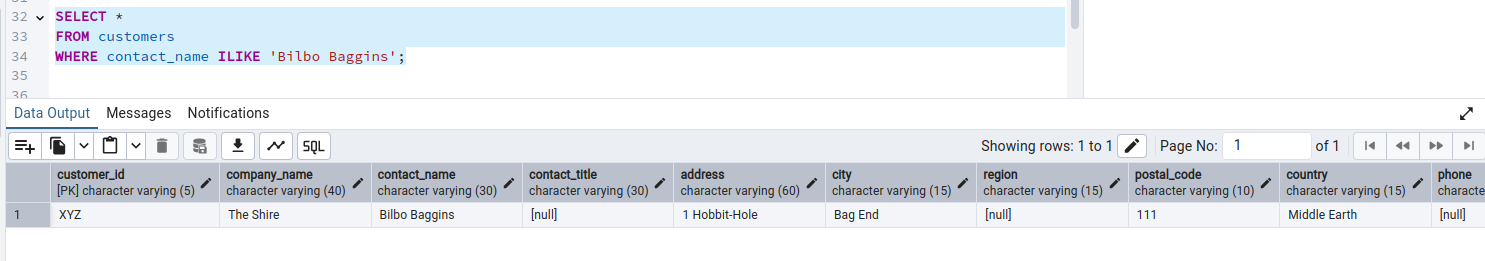 32 SELECT *
33 FROM customers
34 WHERE contact_name ILIKE 'Bilbo Baggins';
35
36
Data Output Messages Notifications
SQL Showing rows: 1 to 1 Page No: 1 of 1
customer_id company_name contact_name contact_title address city region postal_code country phone
[PK] character varying (5) character varying (40) character varying (30) character varying (30) character varying (60) character varying (15) character varying (15) character varying (10) character varying (15) characte
1 XYZ The Shire Bilbo Baggins [null] 1 Hobbit-Hole Bag End [null] 111 Middle Earth [null]